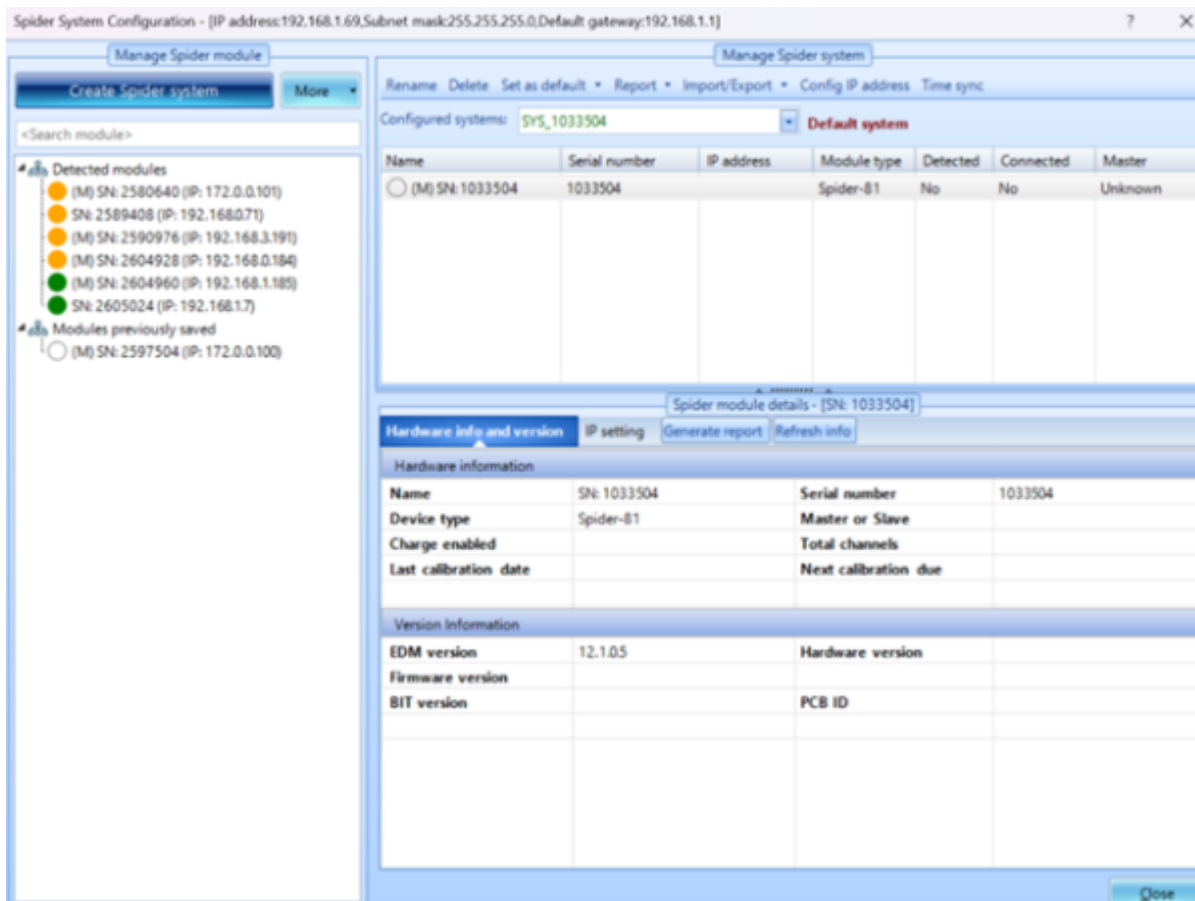 Spider System Configuration - [IP address:192.168.1.69,Subnet mask:255.255.255.0,Default gateway:192.168.1.1]
? X
Manage Spider module
Create Spider system More
<Search module>
Detected modules
(M) SN: 2580640 (IP: 172.0.0.101)
SN: 2589408 (IP: 192.168.0.71)
(M) SN: 2590976 (IP: 192.168.3.191)
(M) SN: 2604928 (IP: 192.168.0.184)
(M) SN: 2604960 (IP: 192.168.1.185)
SN: 2605024 (IP: 192.168.1.7)
Modules previously saved
(M) SN: 2597504 (IP: 172.0.0.100)
Manage Spider system
Rename Delete Set as default Report Import/Export Config IP address Time sync
Configured systems: SYS_1033504 Default system
Name Serial number IP address Module type Detected Connected Master
(M) SN: 1033504 1033504 Spider-81 No No Unknown
Spider module details - [SN: 1033504]
Hardware info and version IP setting Generate report Refresh info
Hardware information
Name SN: 1033504 Serial number 1033504
Device type Spider-81 Master or Slave
Charge enabled Total channels
Last calibration date Next calibration due
Version Information
EDM version 12.1.0.5 Hardware version
Firmware version
BIT version PCB ID
Close